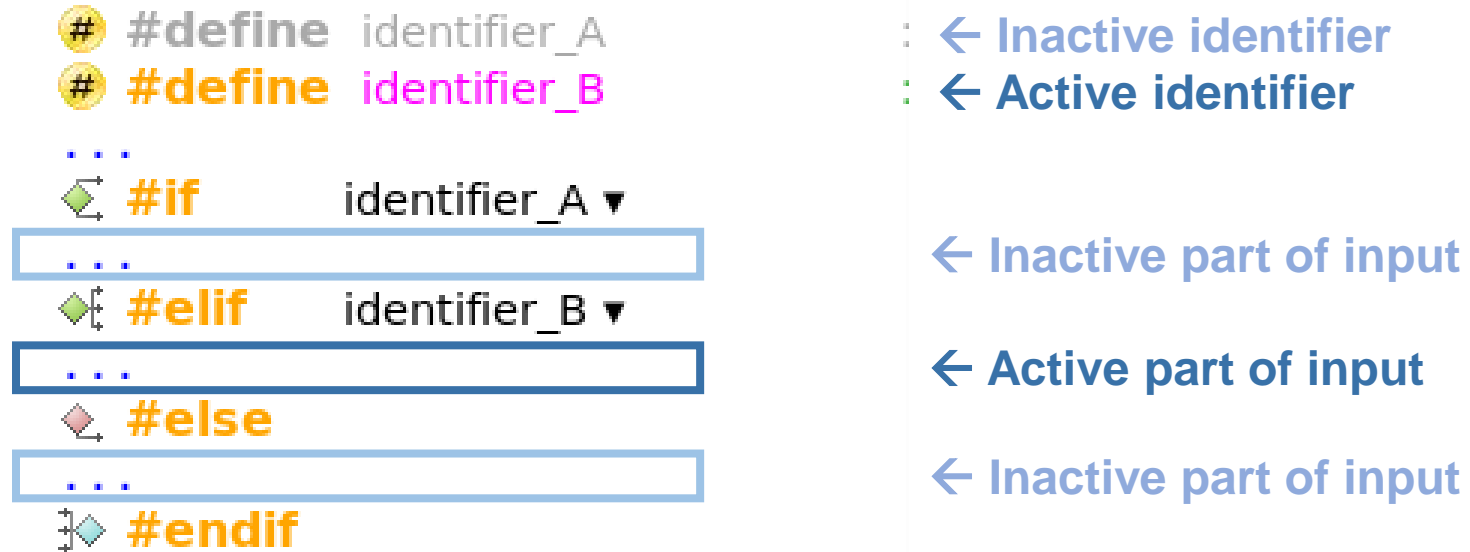 # #define identifier_A : ← Inactive identifier
# #define identifier_B : ← Active identifier
...
#if identifier_A ▼
... ← Inactive part of input
#elif identifier_B ▼
... ← Active part of input
#else
... ← Inactive part of input
#endif